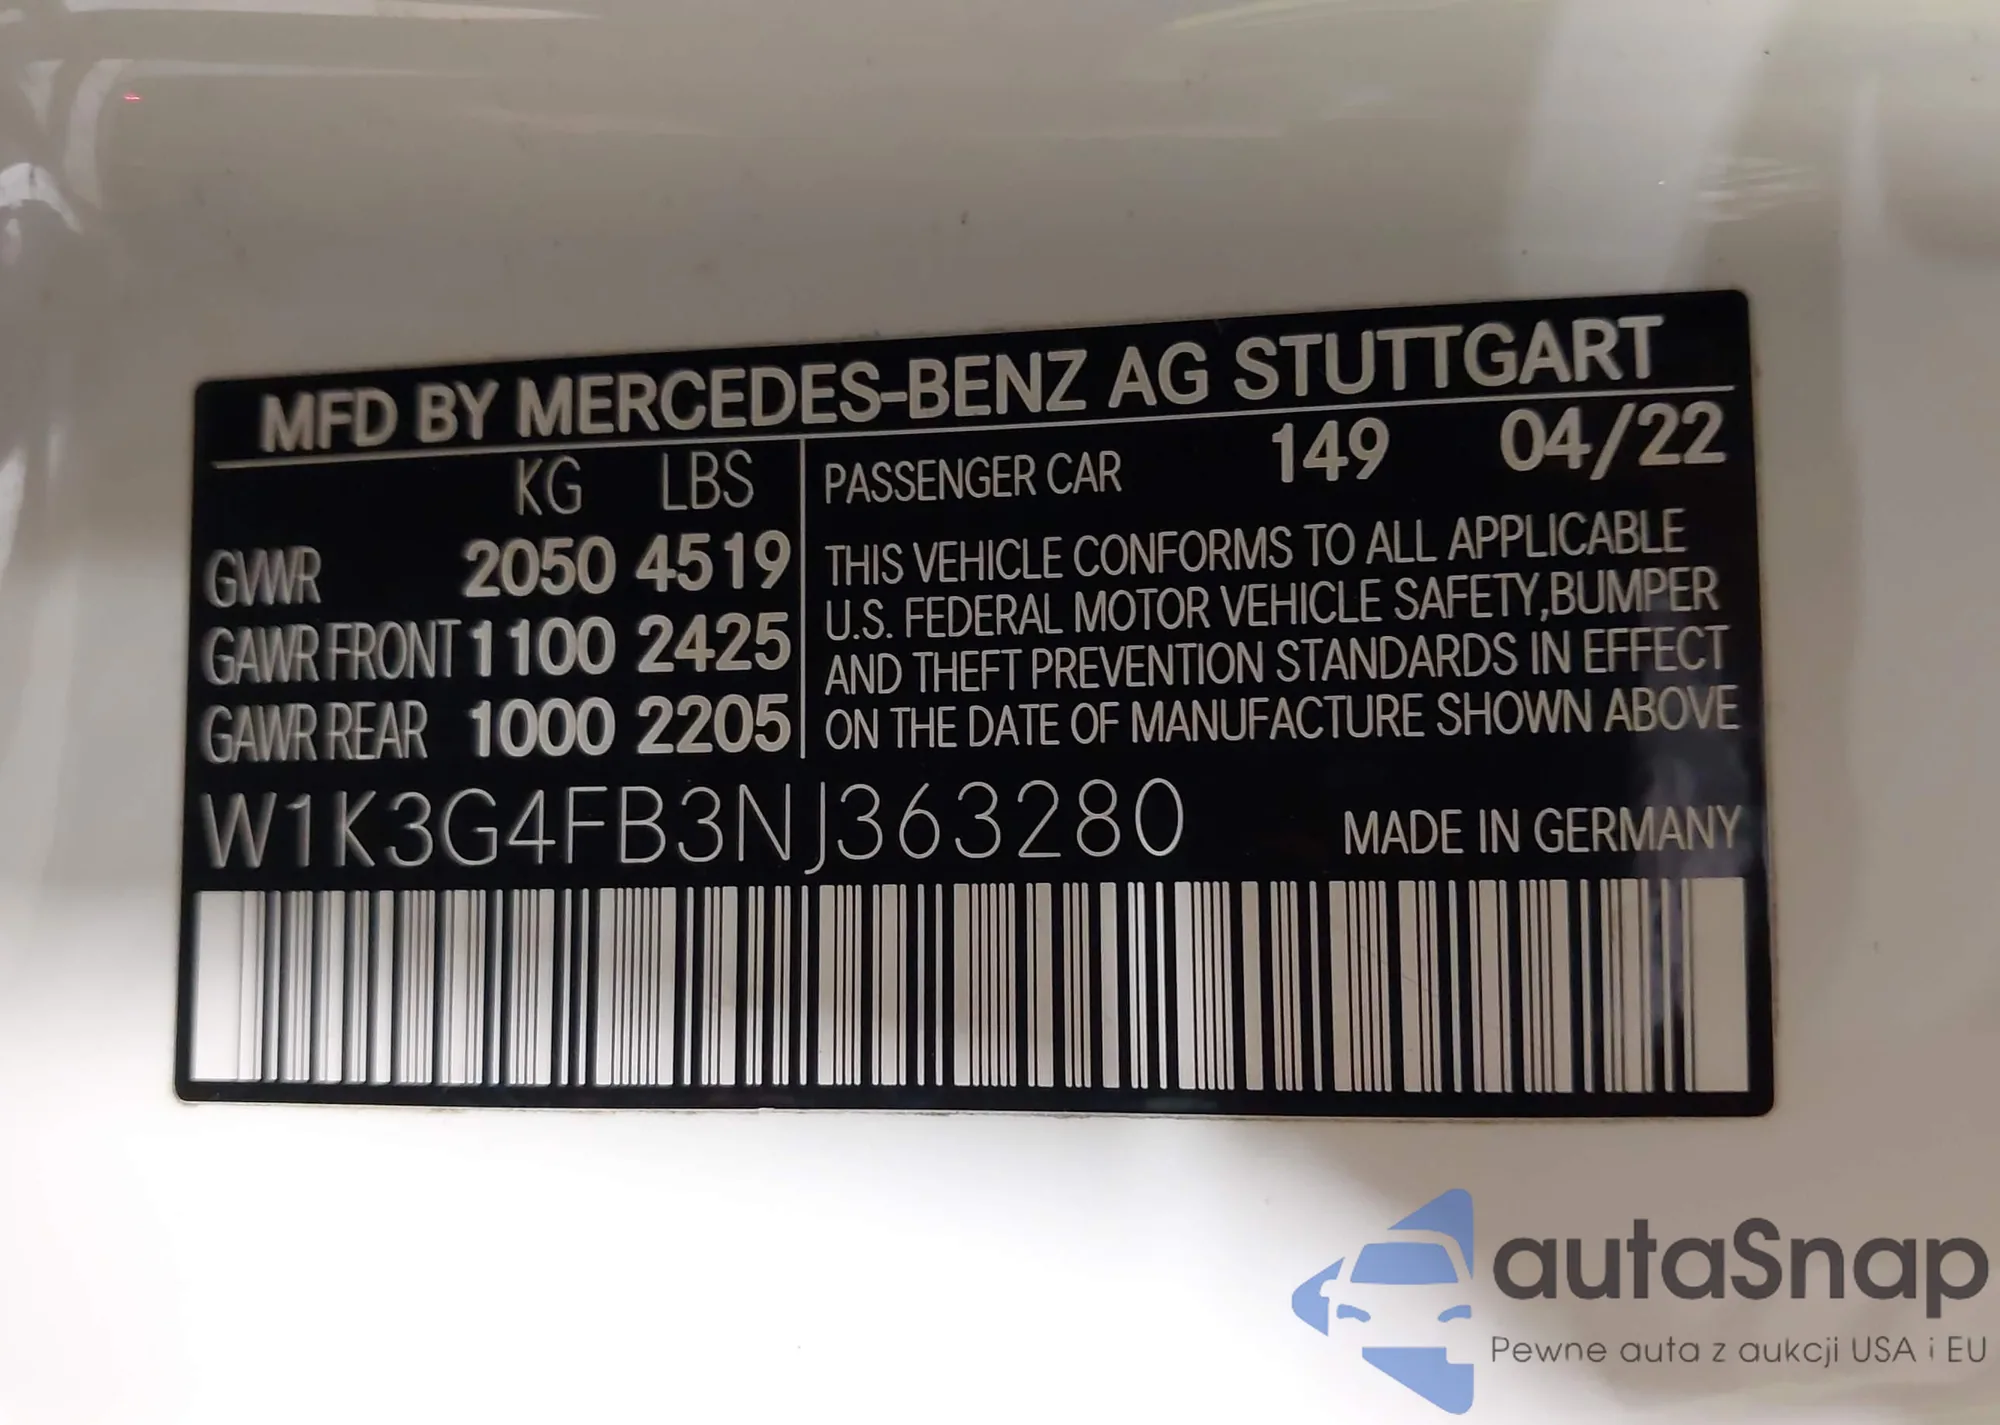 MFD BY MERCEDES-BENZ AG STUTTGART
KG LBS
GVWR 2050 4519
GAWR FRONT 1100 2425
GAWR REAR 1000 2205
PASSENGER CAR 149 04/22
THIS VEHICLE CONFORMS TO ALL APPLICABLE
U.S. FEDERAL MOTOR VEHICLE SAFETY,BUMPER
AND THEFT PREVENTION STANDARDS IN EFFECT
ON THE DATE OF MANUFACTURE SHOWN ABOVE
W1K3G4FB3NJ363280 MADE IN GERMANY
autaSnap
Pewne auta z aukcji USA i EU